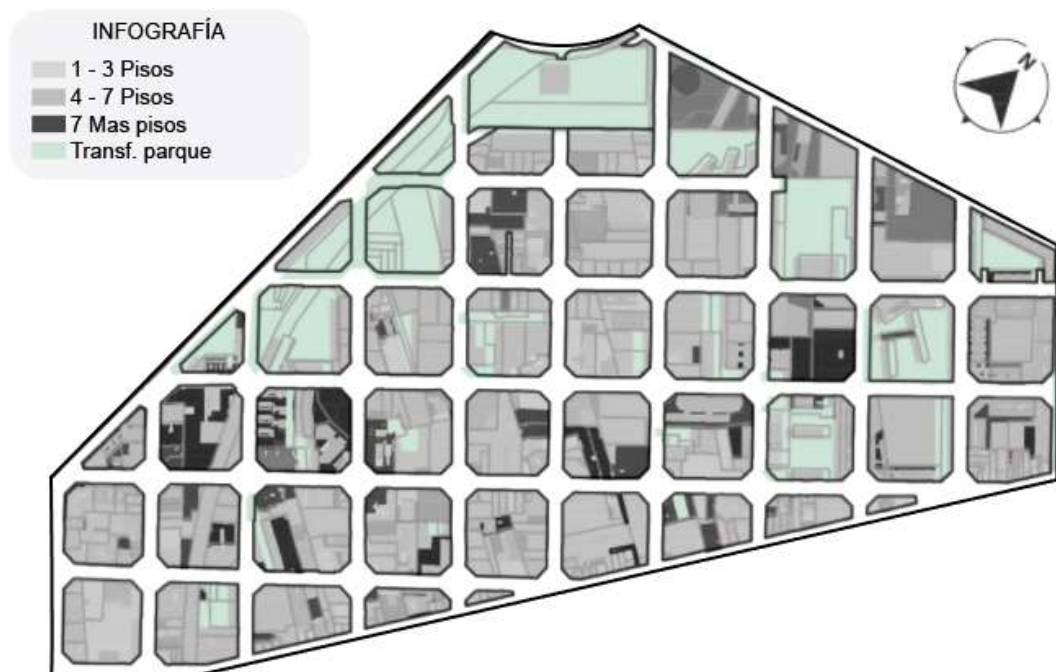 INFOGRAFÍA
1 - 3 Pisos
4 - 7 Pisos
7 Mas pisos
Transf. parque
N